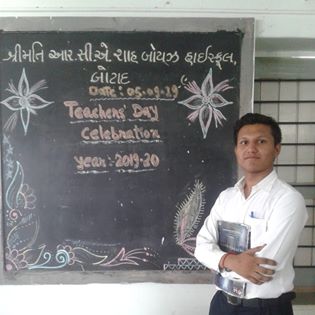 શ્રીમતિ આર.સી.એ.શાહ બોયઝ હાઈસ્કૂલ,
બોટાદ
Date : 05-09-19
Teachers' Day
Celebration
year : 2019-20